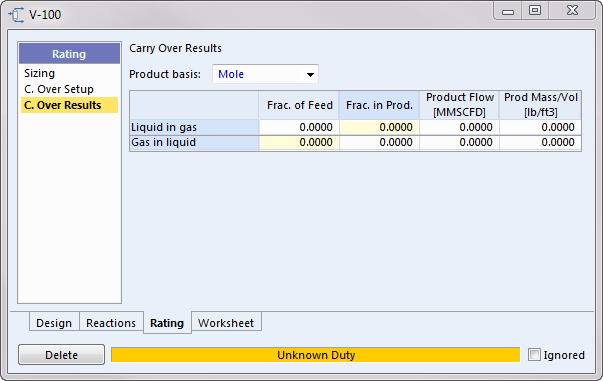 V-100
Rating
Sizing
C. Over Setup
C. Over Results
Carry Over Results
Product basis: Mole
Frac. of Feed Frac. in Prod. Product Flow [MMSCFD] Prod Mass/Vol [lb/ft3]
Liquid in gas 0.0000 0.0000 0.0000 0.0000
Gas in liquid 0.0000 0.0000 0.0000 0.0000
Design Reactions Rating Worksheet
Delete Unknown Duty Ignored